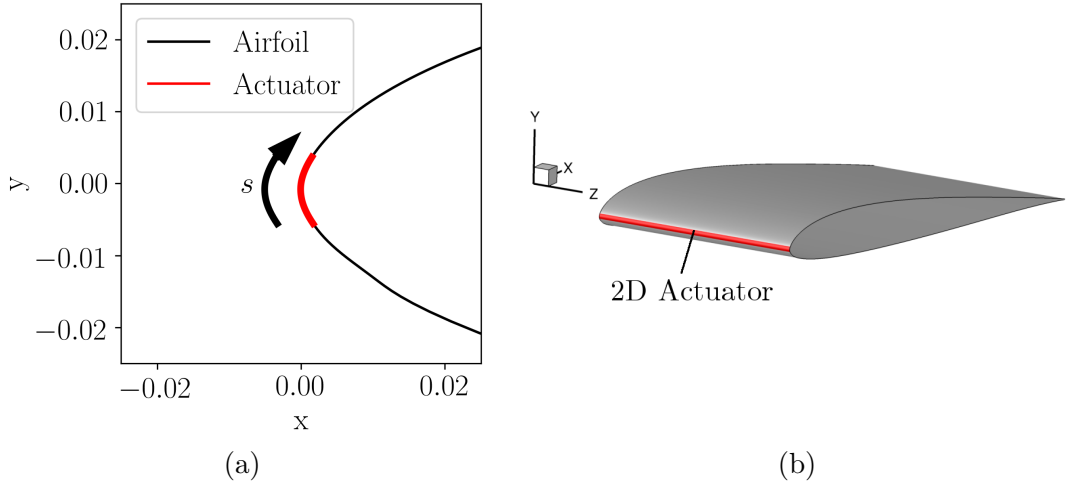 Airfoil
Actuator
0.02
0.01
0.00
−0.01
−0.02
y
s
−0.02
0.00
0.02
x
(a)
Y
X
Z
2D Actuator
(b)